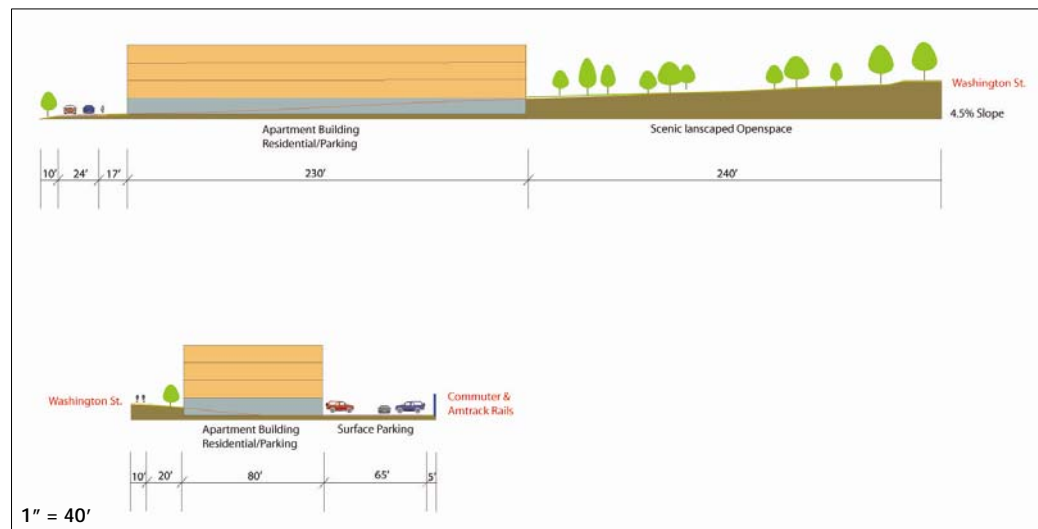 Washington St.
4.5% Slope
Apartment Building
Residential/Parking
Scenic lanscaped Openspace
10' 24' 17' 230' 240'
Washington St.
Commuter &
Amtrack Rails
Apartment Building
Residential/Parking
Surface Parking
10' 20' 80' 65' 5'
1" = 40'